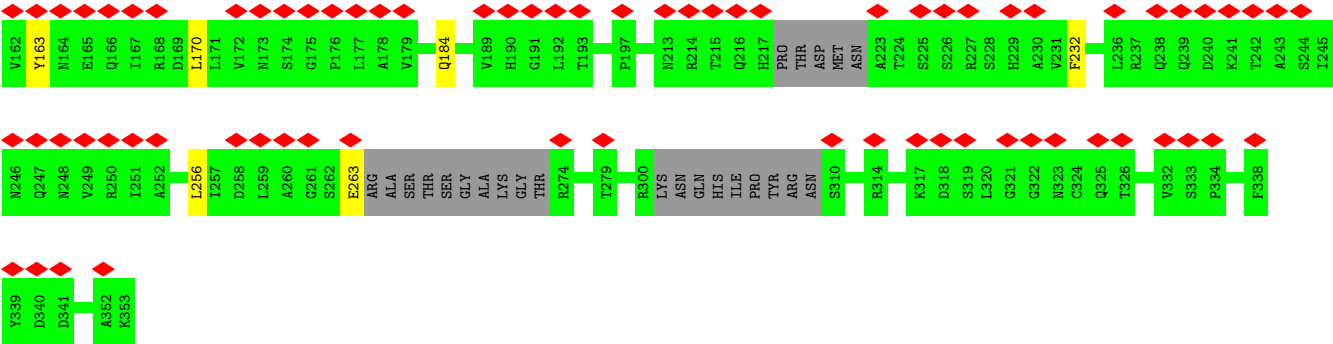 V162 Y163 N164 E165 Q166 I167 R168 D169 L170 L171 V172 N173 S174 G175 P176 L177 A178 V179 Q184 V189 H190 G191 L192 T193 P197 N213 R214 T215 Q216 H217 PRO THR ASP MET ASN A223 T224 S225 S226 R227 S228 H229 A230 V231 F232 L236 R237 Q238 Q239 D240 K241 T242 A243 S244 I245
N246 Q247 N248 V249 R250 I251 A252 L256 I257 D258 L259 A260 G261 S262 E263 ARG ALA SER THR SER GLY ALA LYS GLY THR R274 T279 R300 LYS ASN GLN HIS ILE PRO TYR ARG ASN S310 R314 K317 D318 S319 L320 G321 G322 N323 C324 Q325 T326 V332 S333 P334 F338
Y339 D340 D341 A352 K353